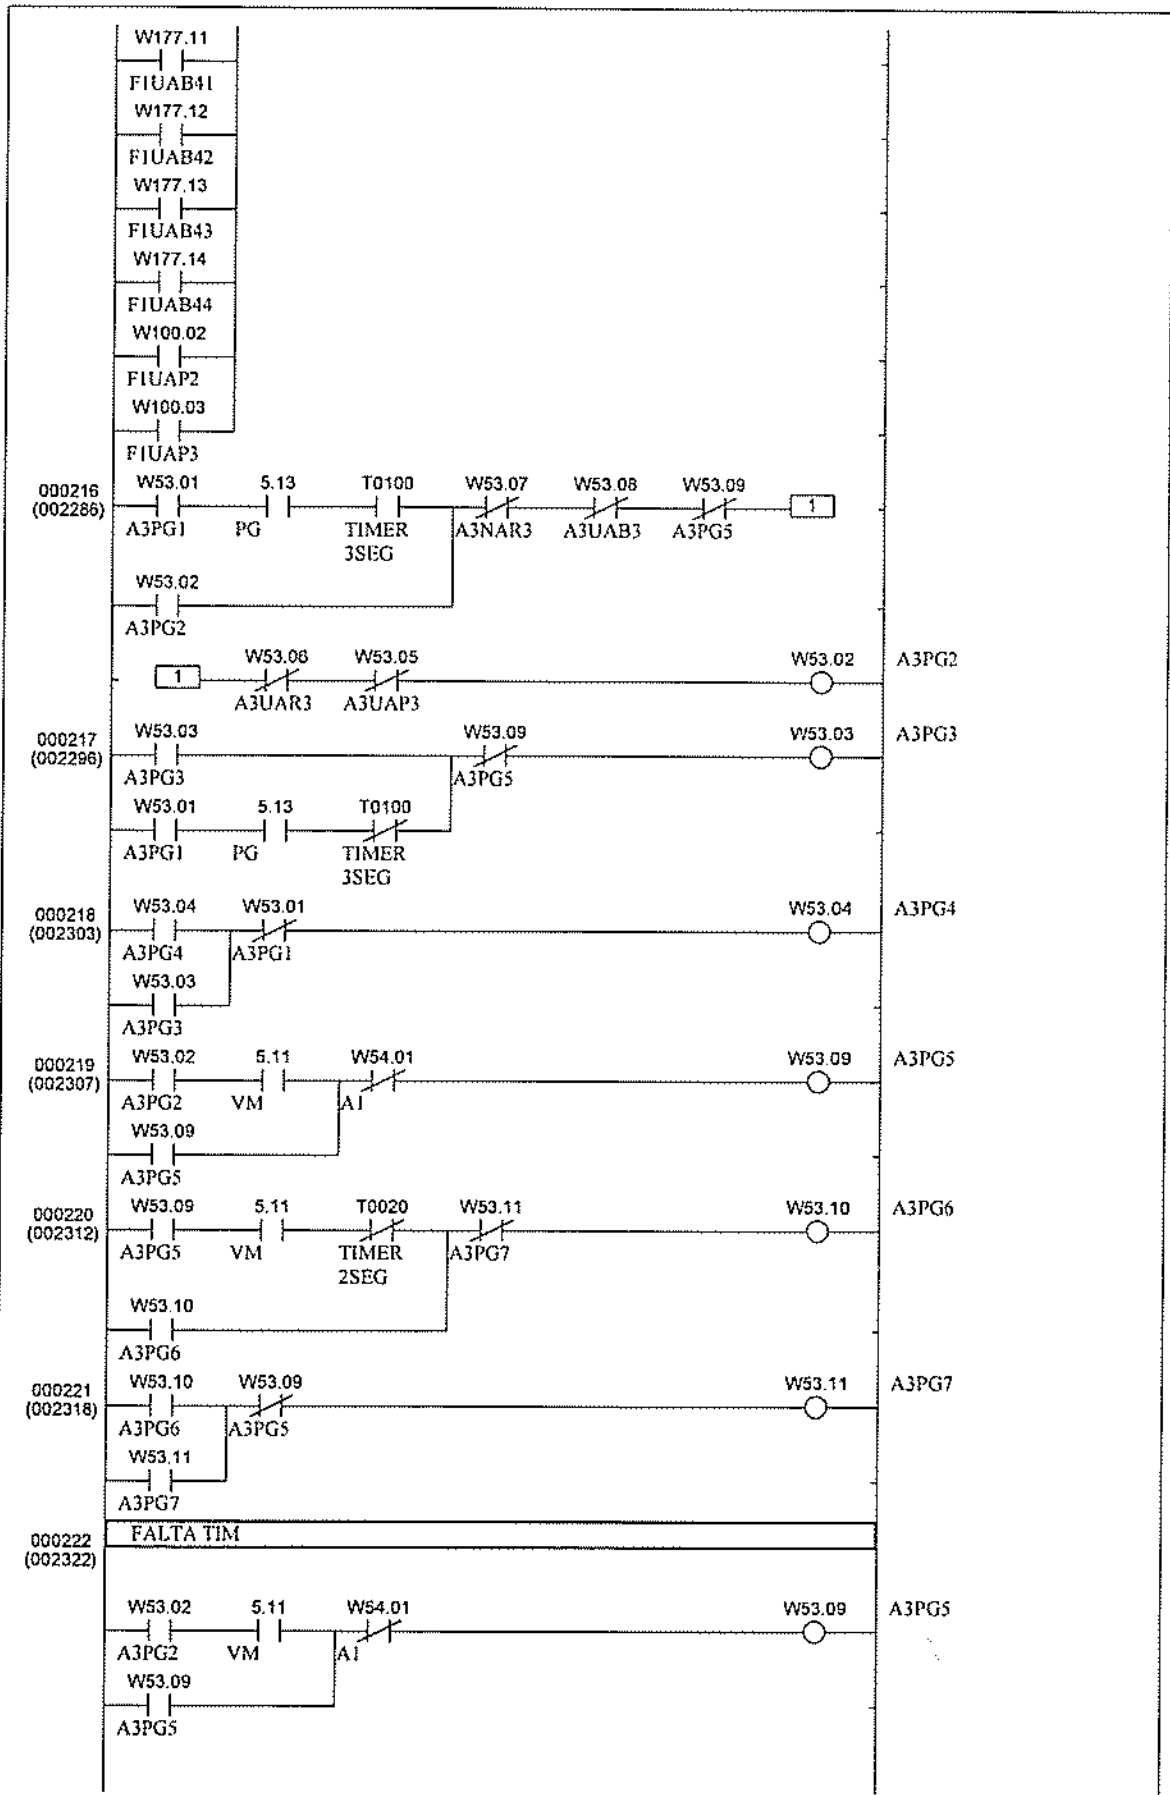 W177.11
F1UAB41
W177.12
F1UAB42
W177.13
F1UAB43
W177.14
F1UAB44
W100.02
F1UAP2
W100.03
F1UAP3
000216 W53.01 5.13 T0100 W53.07 W53.08 W53.09
(002286) 1
A3PG1 PG TIMER A3NAR3 A3UAB3 A3PG5
3SEG
W53.02
A3PG2
W53.06 W53.05 W53.02 A3PG2
1
A3UAR3 A3UAP3
000217 W53.03 W53.09 W53.03 A3PG3
(002296)
A3PG3 A3PG5
W53.01 5.13 T0100
A3PG1 PG TIMER
3SEG
000218 W53.04 W53.01 W53.04 A3PG4
(002303)
A3PG4 A3PG1
W53.03
A3PG3
000219 W53.02 5.11 W54.01 W53.09 A3PG5
(002307)
A3PG2 VM A1
W53.09
A3PG5
000220 W53.09 5.11 T0020 W53.11 W53.10 A3PG6
(002312)
A3PG5 VM TIMER A3PG7
2SEG
W53.10
A3PG6
000221 W53.10 W53.09 W53.11 A3PG7
(002318)
A3PG6 A3PG5
W53.11
A3PG7
000222 FALTA TIM
(002322)
W53.02 5.11 W54.01 W53.09 A3PG5
A3PG2 VM A1
W53.09
A3PG5